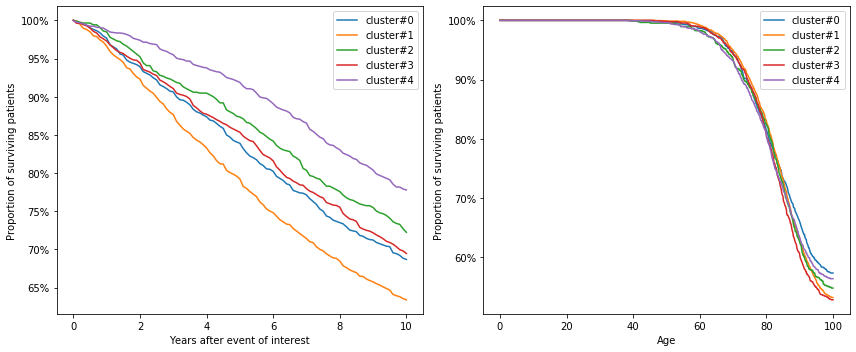 100%
95%
90%
85%
80%
75%
70%
65%
Proportion of surviving patients
0
2
4
6
8
10
Years after event of interest
cluster#0
cluster#1
cluster#2
cluster#3
cluster#4
100%
90%
80%
70%
60%
Proportion of surviving patients
0
20
40
60
80
100
Age
cluster#0
cluster#1
cluster#2
cluster#3
cluster#4